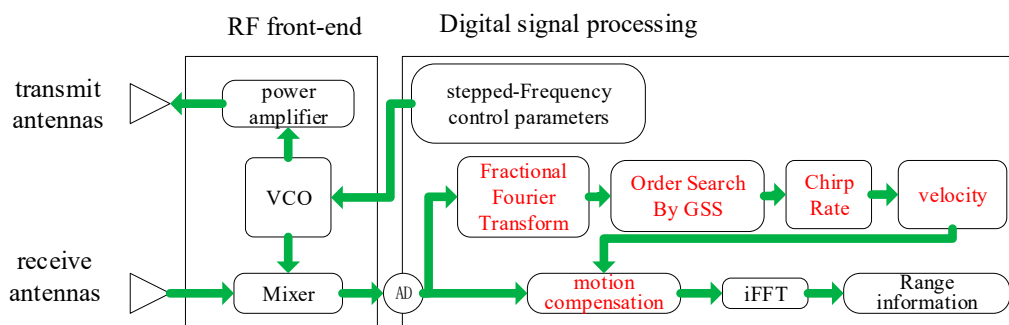 RF front-end
Digital signal processing
transmit
antennas
power
amplifier
stepped-Frequency
control parameters
VCO
Fractional
Fourier
Transform
Order Search
By GSS
Chirp
Rate
velocity
receive
antennas
Mixer
AD
motion
compensation
iFFT
Range
information